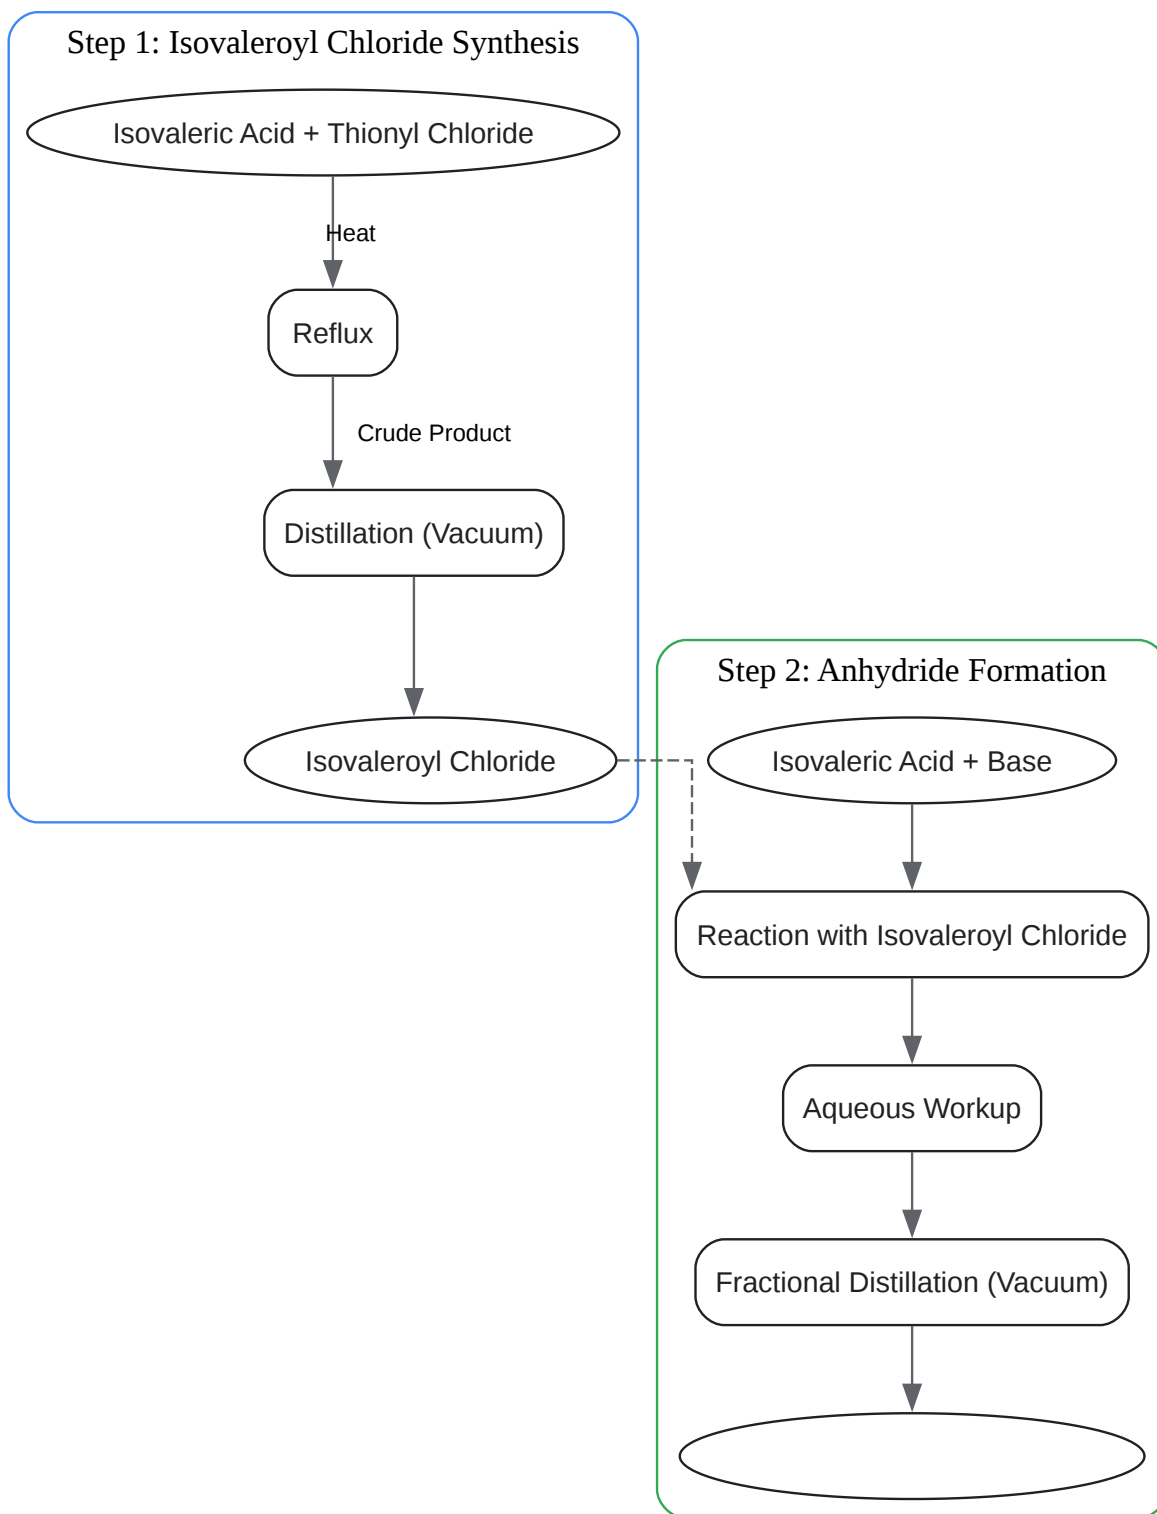 Step 1: Isovaleroyl Chloride Synthesis
Isovaleric Acid + Thionyl Chloride
Heat
Reflux
Crude Product
Distillation (Vacuum)
Isovaleroyl Chloride
Step 2: Anhydride Formation
Isovaleric Acid + Base
Reaction with Isovaleroyl Chloride
Aqueous Workup
Fractional Distillation (Vacuum)